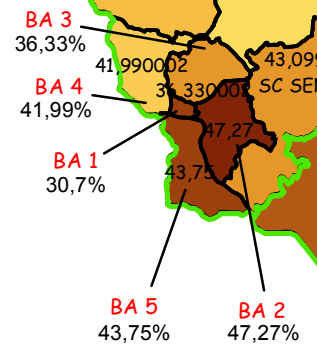 BA 3
36,33%
41,990002
43,099
BA 4
41,99%
36,330002
SC SE
47,27
BA 1
30,7%
43,75
BA 5
43,75%
BA 2
47,27%